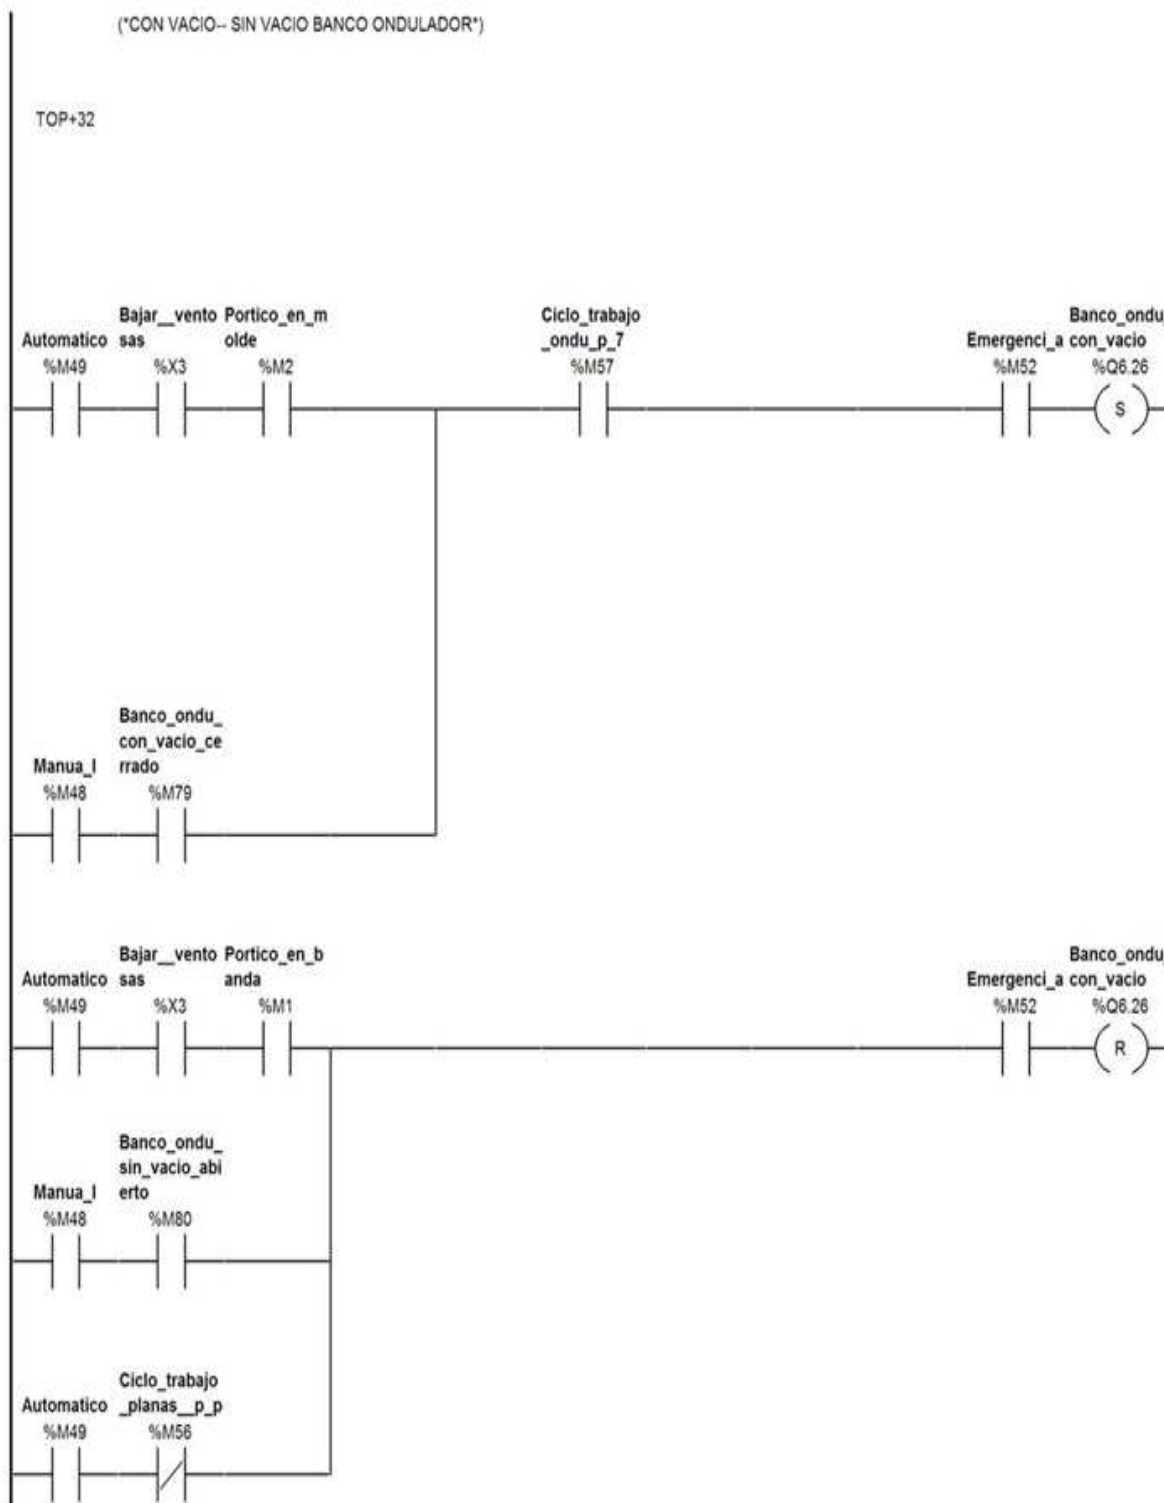 (*CON VACIO-- SIN VACIO BANCO ONDULADOR*)
TOP+32
Bajar__vento Portico_en_m Ciclo_trabajo Banco_ondu_
Automatico sas olde _ondu_p_7 Emergenci_a con_vacio
%M49 %X3 %M2 %M57 %M52 %Q6.26
S
Banco_ondu_
con_vacio_ce
Manua_l rrado
%M48 %M79
Bajar__vento Portico_en_b Banco_ondu_
Automatico sas anda Emergenci_a con_vacio
%M49 %X3 %M1 %M52 %Q6.26
R
Banco_ondu_
sin_vacio_abi
Manua_l erto
%M48 %M80
Ciclo_trabajo
Automatico _planas__p_p
%M49 %M56